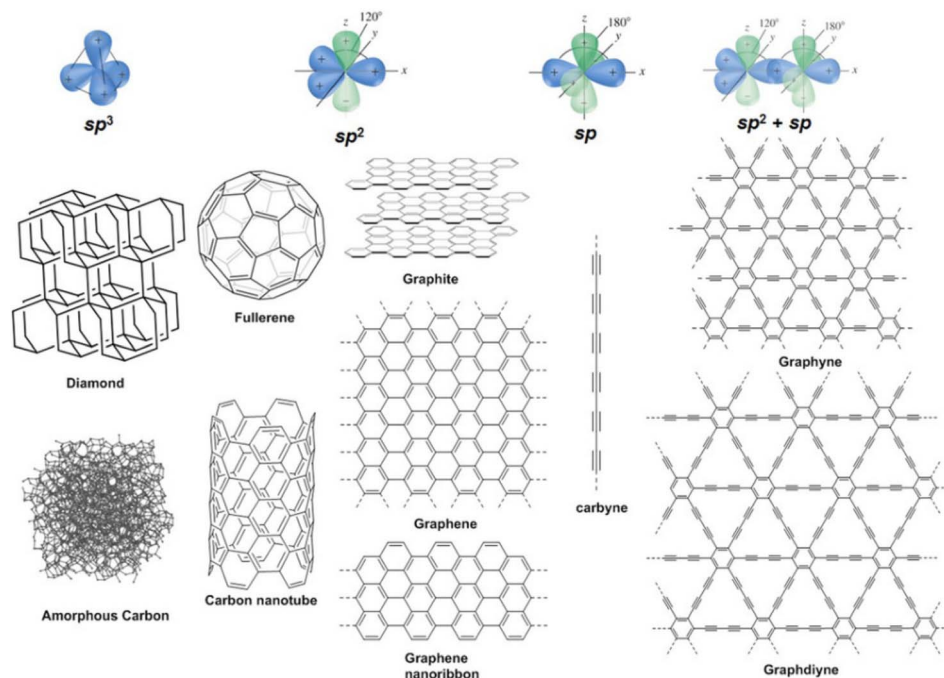 z
120°
y
x
+
−
z
180°
y
x
z
120°
y
z
180°
y
x
sp³
sp²
sp
sp² + sp
Diamond
Fullerene
Graphite
Graphene
carbyne
Graphyne
Amorphous Carbon
Carbon nanotube
Graphene
nanoribbon
Graphdiyne